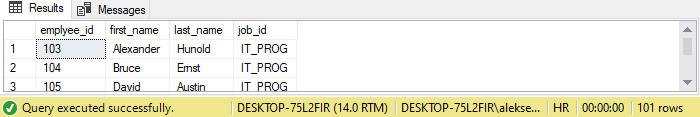 Results Messages
emplyee_id first_name last_name job_id
1 103 Alexander Hunold IT_PROG
2 104 Bruce Ernst IT_PROG
3 105 David Austin IT_PROG
Query executed successfully. DESKTOP-75L2FIR (14.0 RTM) DESKTOP-75L2FIR\alekse... HR 00:00:00 101 rows